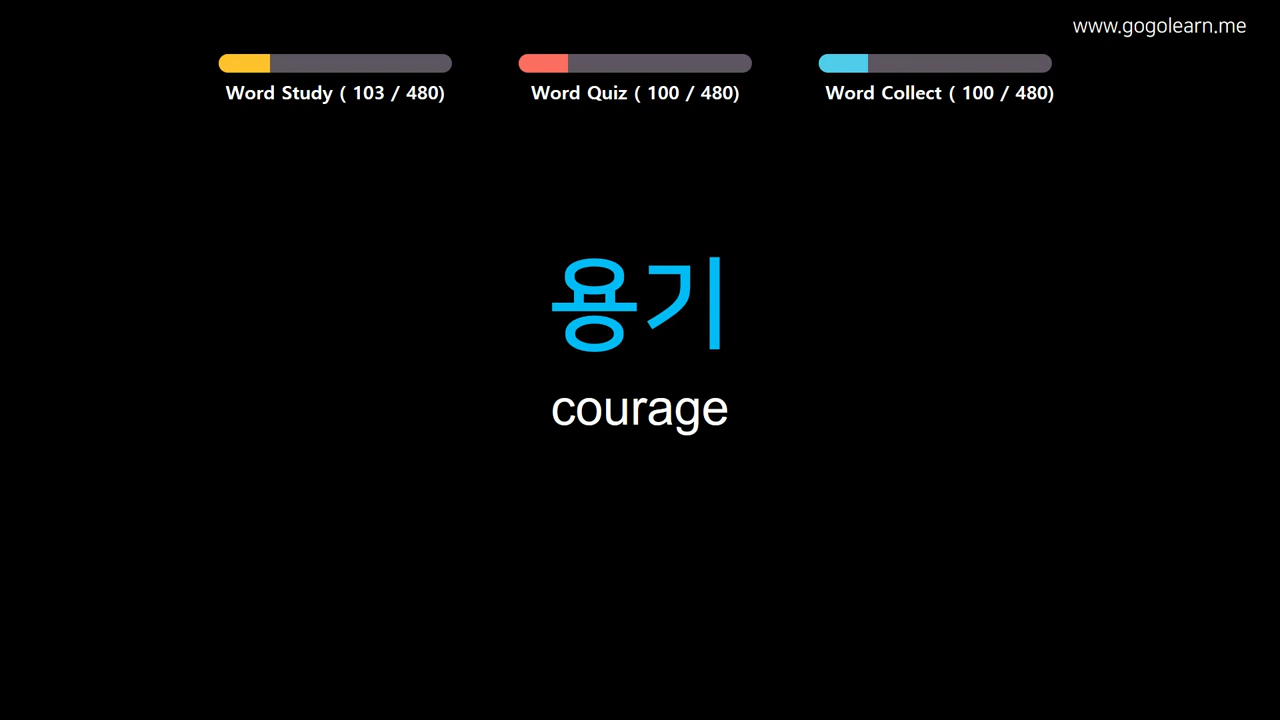 www.gogolearn.me
Word Study ( 103 / 480)
Word Quiz ( 100 / 480)
Word Collect ( 100 / 480)
용기
courage